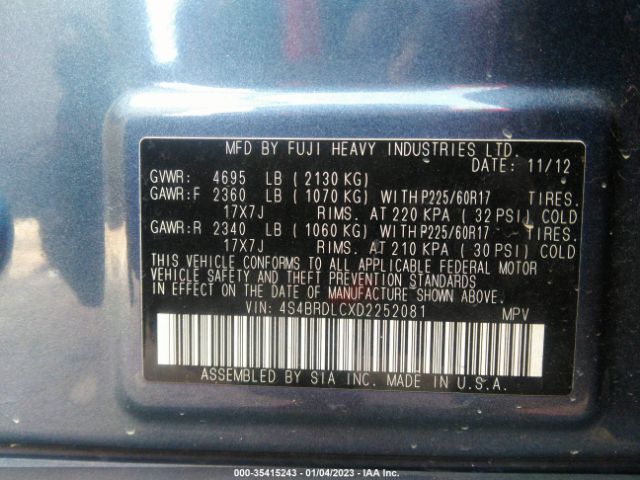 MFD BY FUJI HEAVY INDUSTRIES LTD.
DATE: 11/12
GVWR: 4695 LB ( 2130 KG)
GAWR:F 2360 LB ( 1070 KG) WITH P225/60R17 TIRES.
17X7J RIMS. AT 220 KPA ( 32 PSI) COLD
GAWR:R 2340 LB ( 1060 KG) WITH P225/60R17 TIRES.
17X7J RIMS. AT 210 KPA ( 30 PSI) COLD
THIS VEHICLE CONFORMS TO ALL APPLICABLE FEDERAL MOTOR
VEHICLE SAFETY AND THEFT PREVENTION STANDARDS
IN EFFECT ON THE DATE OF MANUFACTURE SHOWN ABOVE.
VIN: 4S4BRDLCXD2252081 MPV
ASSEMBLED BY SIA INC. MADE IN U.S.A.
000-35415243 - 01/04/2023 - IAA Inc.